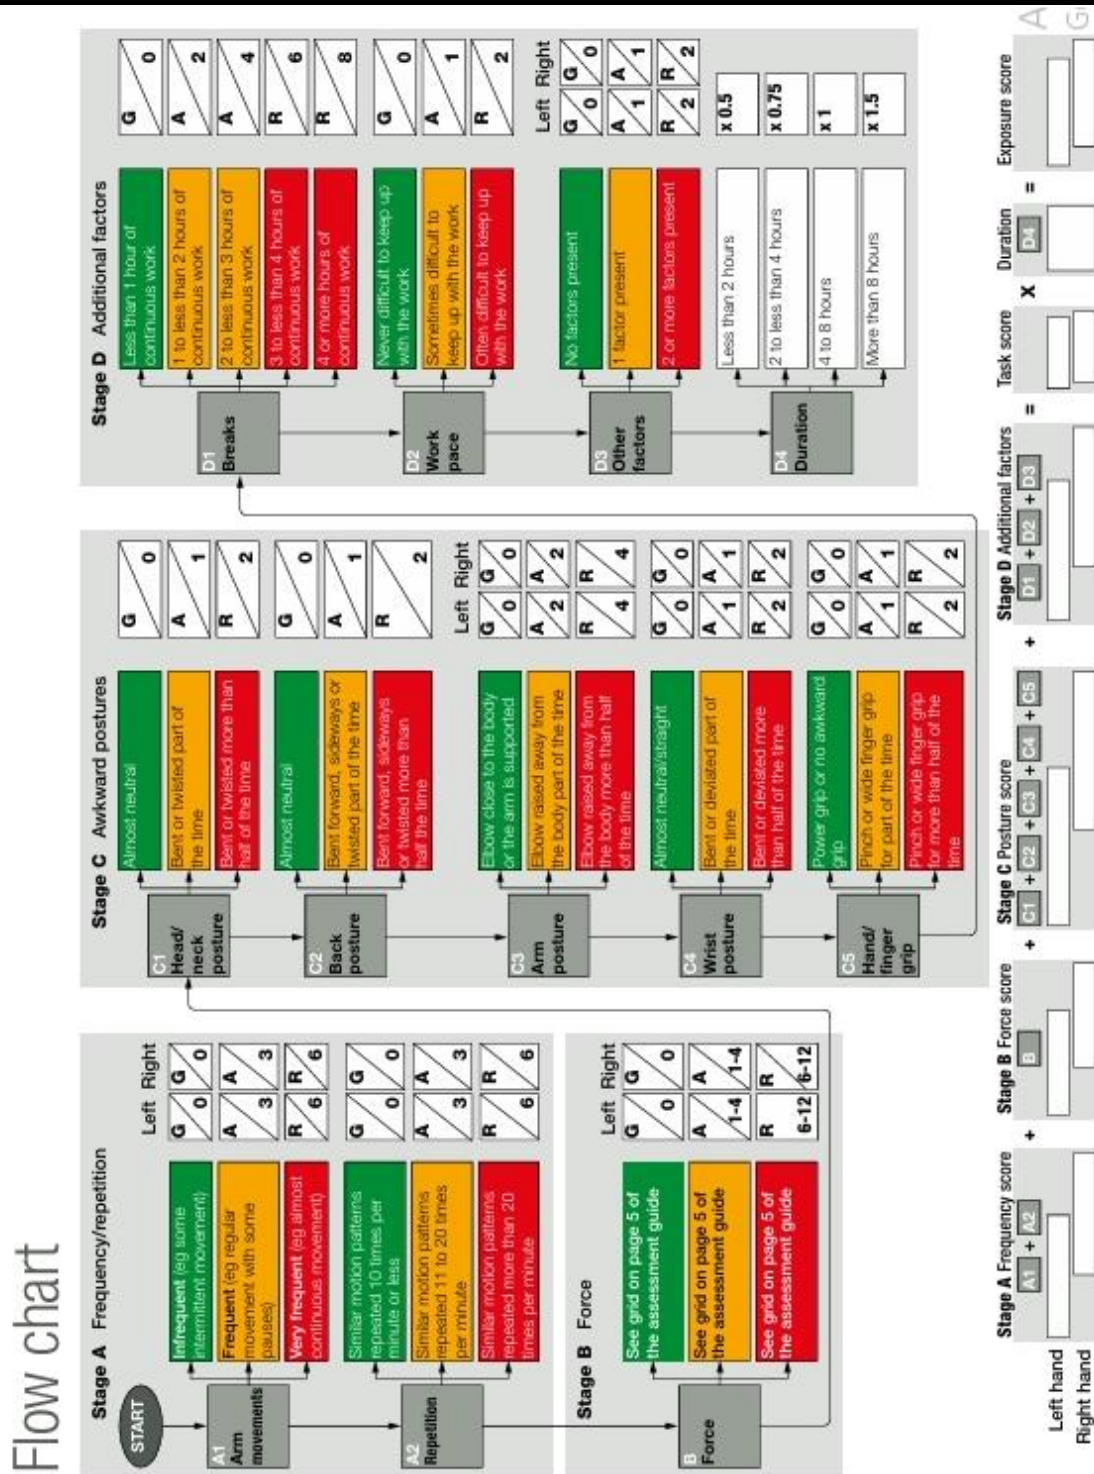 Flow chart
Stage A Frequency/repetition
START
Left Right
A1
Arm
movements
Infrequent (eg some
intermittent movement)
G 0 G 0
Frequent (eg regular
movement with some
pauses)
A 3 A 3
Very frequent (eg almost
continuous movement)
R 6 R 6
A2
Repetition
Similar motion patterns
repeated 10 times per
minute or less
G 0 G 0
Similar motion patterns
repeated 11 to 20 times
per minute
A 3 A 3
Similar motion patterns
repeated more than 20
times per minute
R 6 R 6
Stage B Force
Left Right
B
Force
See grid on page 5 of
the assessment guide
G 0 G 0
See grid on page 5 of
the assessment guide
A 1-4 A 1-4
See grid on page 5 of
the assessment guide
R 6-12 R 6-12
Stage C Awkward postures
C1
Head/
neck
posture
Almost neutral
G 0
Bent or twisted part of
the time
A 1
Bent or twisted more than
half of the time
R 2
C2
Back
posture
Almost neutral
G 0
Bent forward, sideways or
twisted part of the time
A 1
Bent forward, sideways
or twisted more than
half the time
R 2
Left Right
C3
Arm
posture
Elbow close to the body
or the arm is supported
G 0 G 0
Elbow raised away from
the body part of the time
A 2 A 2
Elbow raised away from
the body more than half
of the time
R 4 R 4
C4
Wrist
posture
Almost neutral/straight
G 0 G 0
Bent or deviated part of
the time
A 1 A 1
Bent or deviated more
than half of the time
R 2 R 2
C5
Hand/
finger
grip
Power grip or no awkward
grip
G 0 G 0
Pinch or wide finger grip
for part of the time
A 1 A 1
Pinch or wide finger grip
for more than half of the
time
R 2 R 2
Stage D Additional factors
D1
Breaks
Less than 1 hour of
continuous work
G 0
1 to less than 2 hours of
continuous work
A 2
2 to less than 3 hours of
continuous work
A 4
3 to less than 4 hours of
continuous work
R 6
4 or more hours of
continuous work
R 8
D2
Work
pace
Never difficult to keep up
with the work
G 0
Sometimes difficult to
keep up with the work
A 1
Often difficult to keep up
with the work
R 2
Left Right
D3
Other
factors
No factors present
G 0 G 0
1 factor present
A 1 A 1
2 or more factors present
R 2 R 2
D4
Duration
Less than 2 hours
x 0.5
2 to less than 4 hours
x 0.75
4 to 8 hours
x 1
More than 8 hours
x 1.5
Stage A Frequency score + Stage B Force score + Stage C Posture score + Stage D Additional factors = Task score X Duration = Exposure score
A1 + A2 B C1 + C2 + C3 + C4 + C5 D1 + D2 + D3 D4
Left hand
Right hand